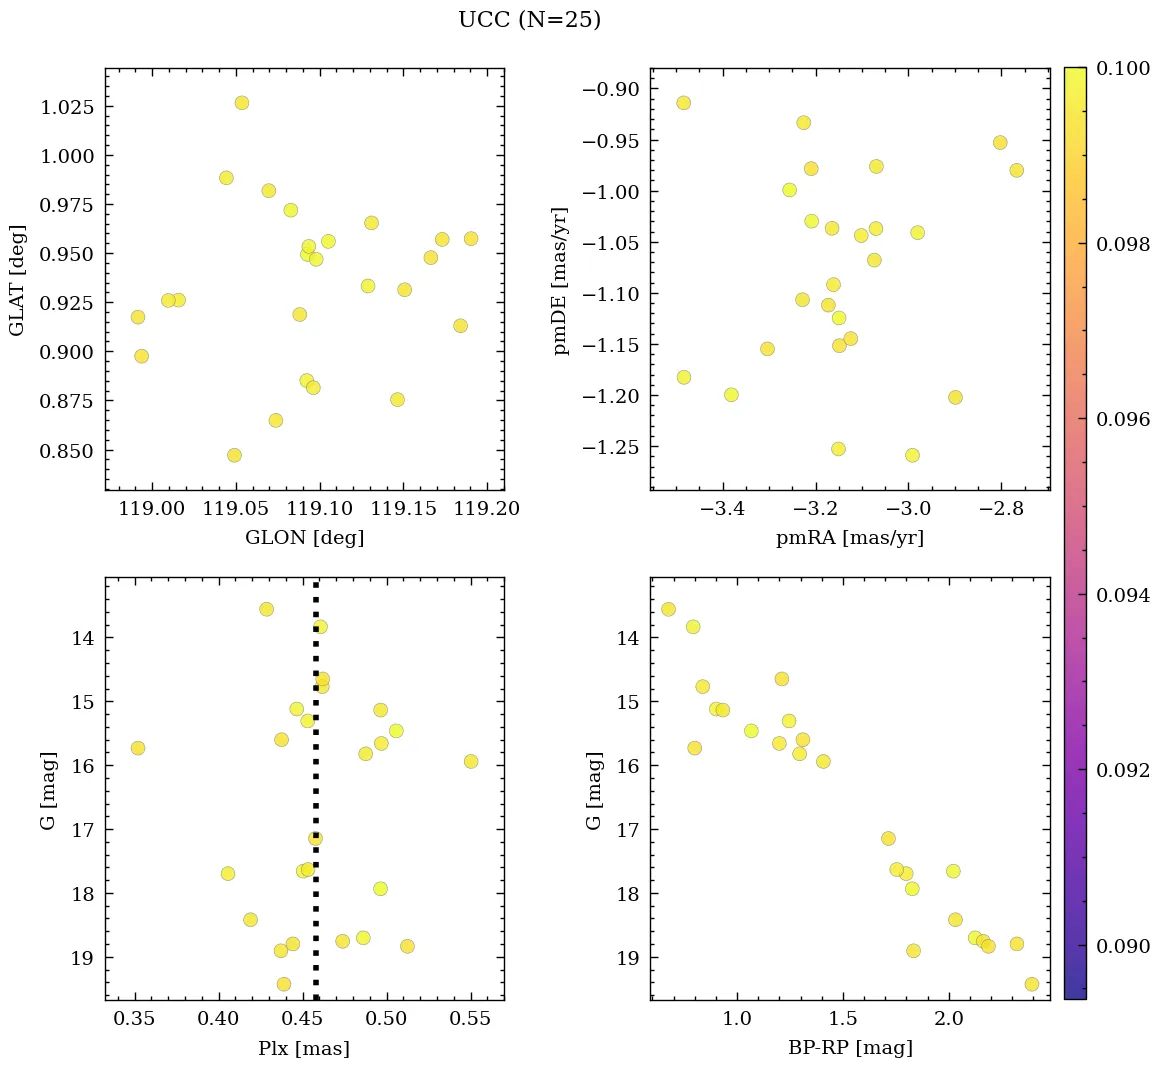 UCC (N=25)
1.025
1.000
0.975
0.950
0.925
0.900
0.875
0.850
GLAT [deg]
119.00 119.05 119.10 119.15 119.20
GLON [deg]
−0.90
−0.95
−1.00
−1.05
−1.10
−1.15
−1.20
−1.25
pmDE [mas/yr]
−3.4 −3.2 −3.0 −2.8
pmRA [mas/yr]
14
15
16
17
18
19
G [mag]
0.35 0.40 0.45 0.50 0.55
Plx [mas]
14
15
16
17
18
19
G [mag]
1.0 1.5 2.0
BP-RP [mag]
0.100
0.098
0.096
0.094
0.092
0.090